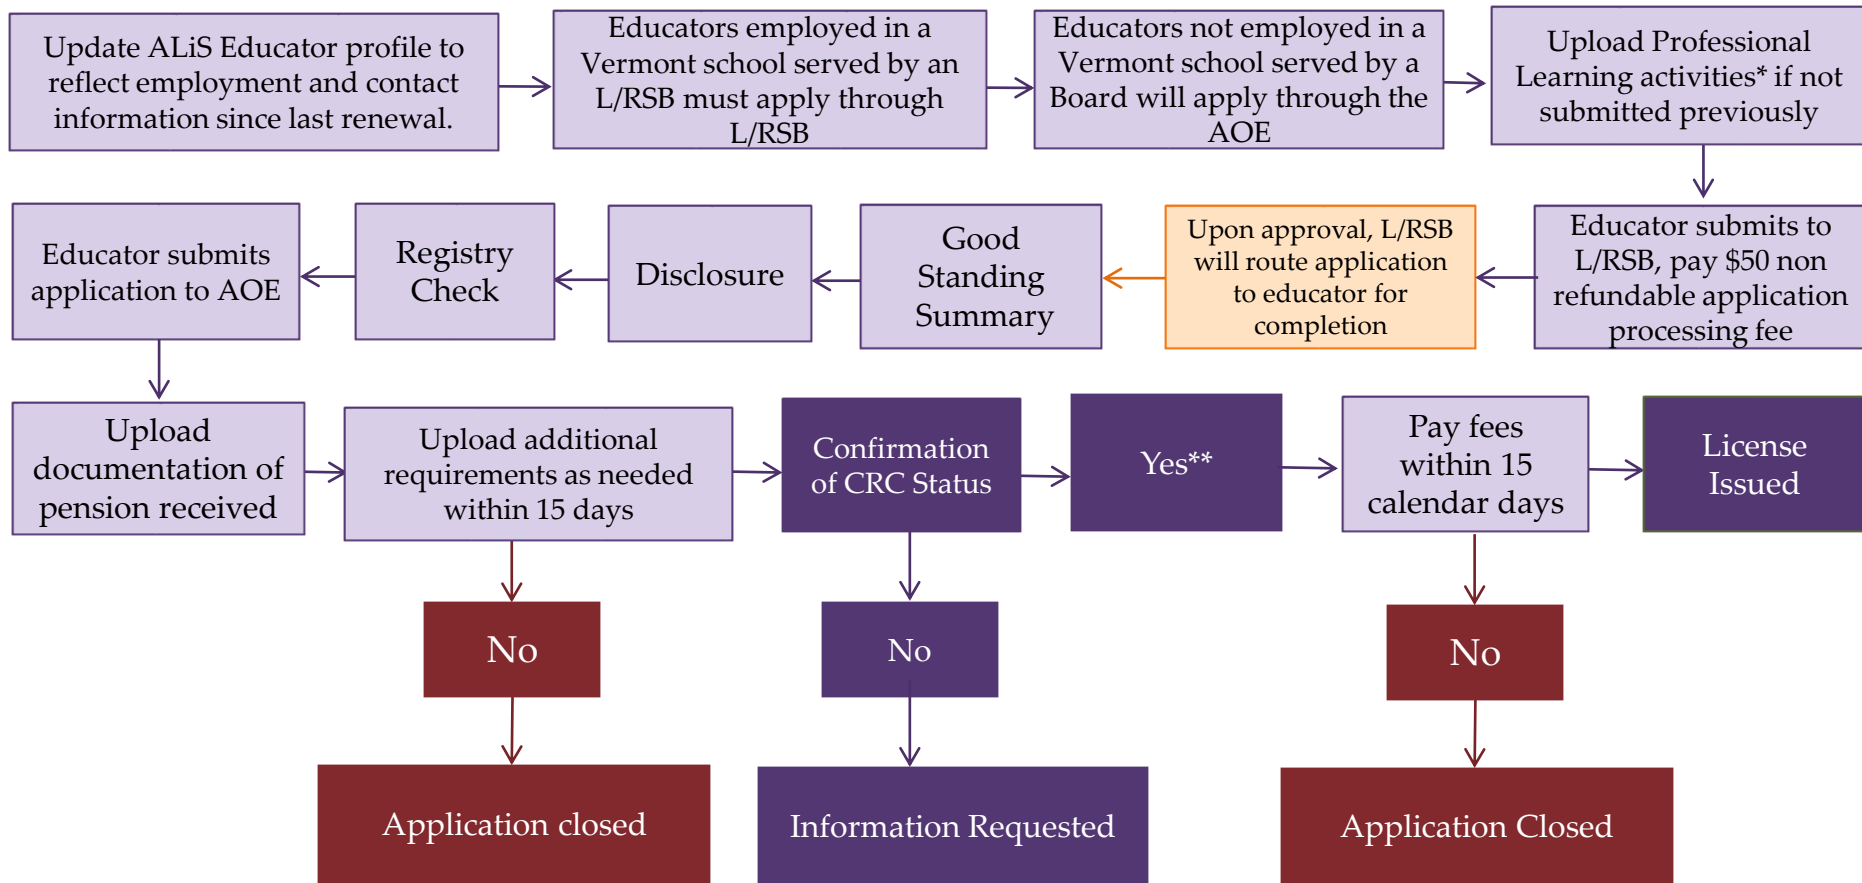 Update ALiS Educator profile to
reflect employment and contact
information since last renewal.
Educators employed in a
Vermont school served by an
L/RSB must apply through
L/RSB
Educators not employed in a
Vermont school served by a
Board will apply through the
AOE
Upload Professional
Learning activities* if not
submitted previously
Educator submits to
L/RSB, pay $50 non
refundable application
processing fee
Upon approval, L/RSB
will route application
to educator for
completion
Good
Standing
Summary
Disclosure
Registry
Check
Educator submits
application to AOE
Upload
documentation of
pension received
Upload additional
requirements as needed
within 15 days
Confirmation
of CRC Status
Yes**
Pay fees
within 15
calendar days
License
Issued
No
No
No
Application closed
Information Requested
Application Closed